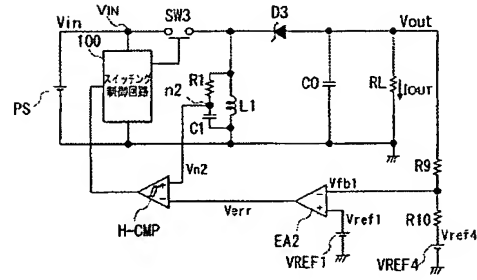 Vin
VIN
SW3
D3
Vout
100
スイッチング
制御回路
PS
R1
n2
L1
C1
C0
RL
IOUT
R9
Vn2
Vfb1
H-CMP
Verr
EA2
Vref1
R10
Vref4
VREF1
VREF4